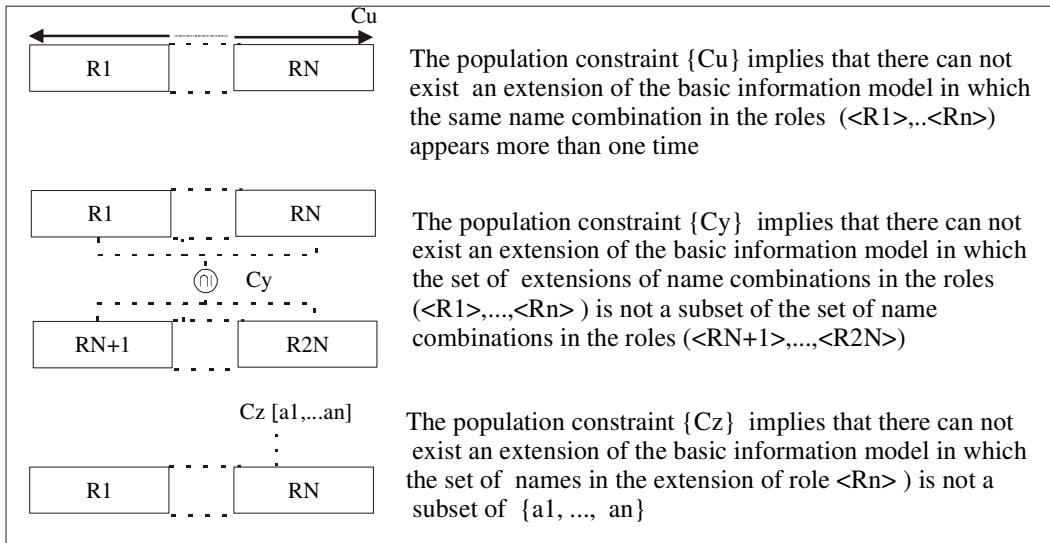 Cu
R1 RN
The population constraint {Cu} implies that there can not
exist an extension of the basic information model in which
the same name combination in the roles (<R1>,..<Rn>)
appears more than one time
R1 RN
Cy
RN+1 R2N
The population constraint {Cy} implies that there can not
exist an extension of the basic information model in which
the set of extensions of name combinations in the roles
(<R1>,...,<Rn> ) is not a subset of the set of name
combinations in the roles (<RN+1>,...,<R2N>)
Cz [a1,...an]
R1 RN
The population constraint {Cz} implies that there can not
exist an extension of the basic information model in which
the set of names in the extension of role <Rn> ) is not a
subset of {a1, ..., an}